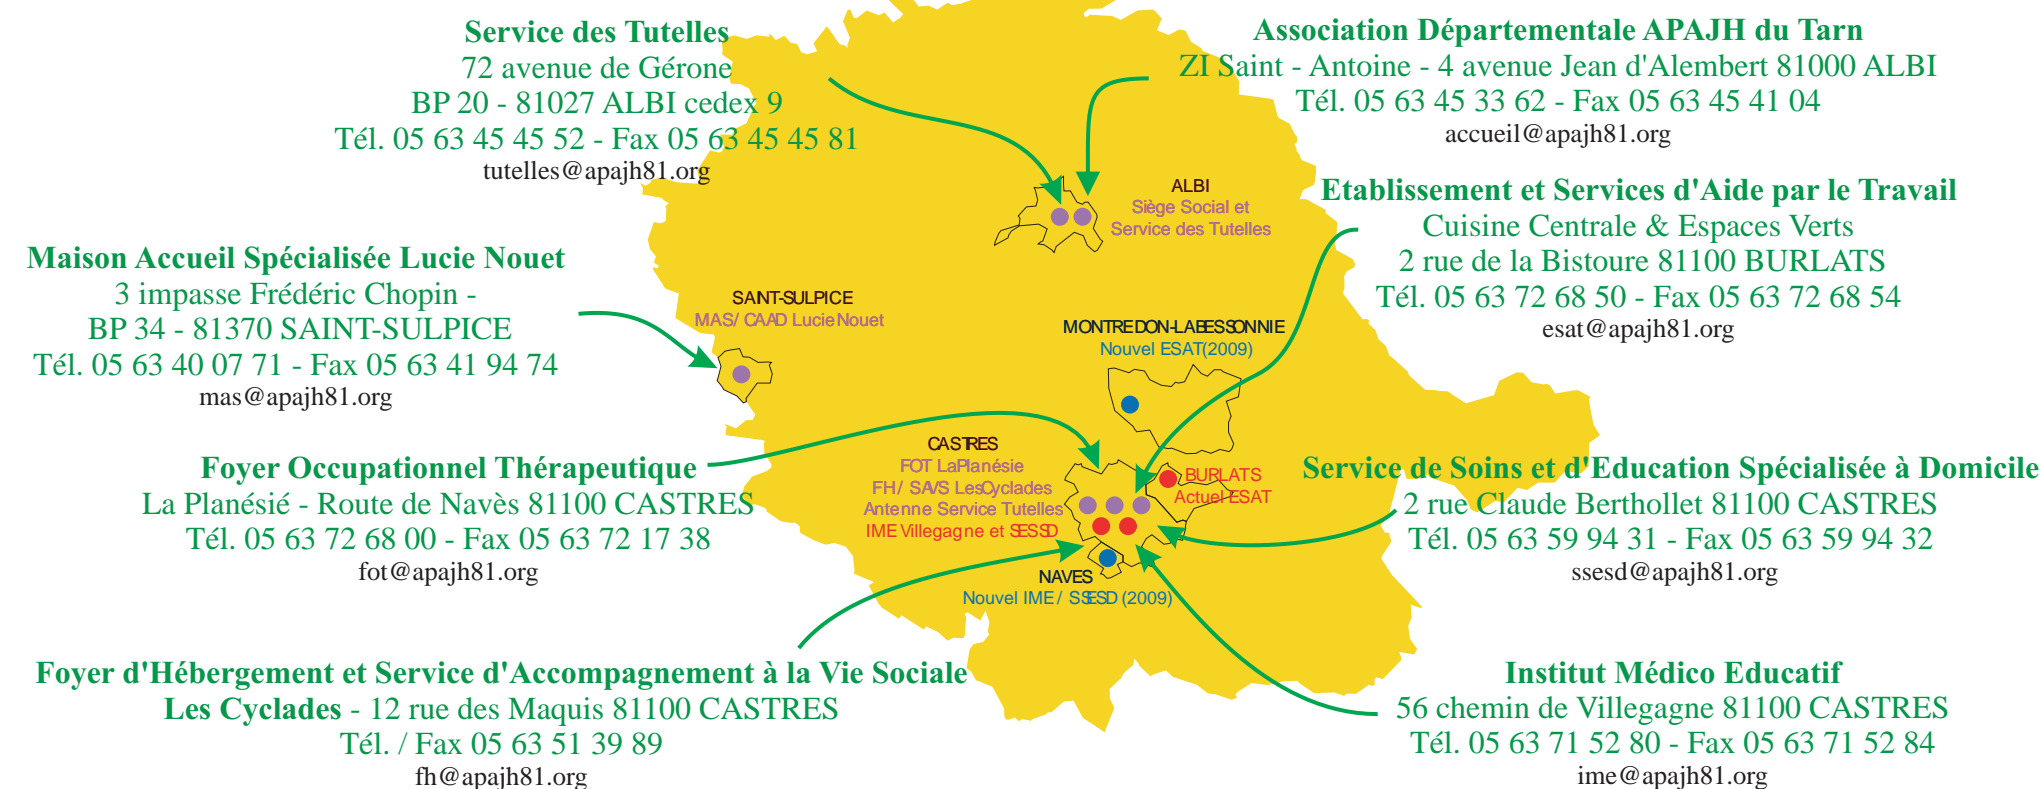 Service des Tutelles
72 avenue de Gérone
BP 20 - 81027 ALBI cedex 9
Tél. 05 63 45 45 52 - Fax 05 63 45 45 81
tutelles@apajh81.org
Association Départementale APAJH du Tarn
ZI Saint - Antoine - 4 avenue Jean d'Alembert 81000 ALBI
Tél. 05 63 45 33 62 - Fax 05 63 45 41 04
accueil@apajh81.org
ALBI
Siège Social et
Service des Tutelles
Etablissement et Services d'Aide par le Travail
Cuisine Centrale & Espaces Verts
2 rue de la Bistoure 81100 BURLATS
Tél. 05 63 72 68 50 - Fax 05 63 72 68 54
esat@apajh81.org
Maison Accueil Spécialisée Lucie Nouet
3 impasse Frédéric Chopin -
BP 34 - 81370 SAINT-SULPICE
Tél. 05 63 40 07 71 - Fax 05 63 41 94 74
mas@apajh81.org
SAINT-SULPICE
MAS/ CAAD Lucie Nouet
MONTREDON-LABESSONNIE
Nouvel ESAT(2009)
Foyer Occupationnel Thérapeutique
La Planésié - Route de Navès 81100 CASTRES
Tél. 05 63 72 68 00 - Fax 05 63 72 17 38
fot@apajh81.org
CASTRES
FOT LaPlanésie
FH/ SAVS LesCyclades
Antenne Service Tutelles
IME Villegagne et SESSD
BURLATS
Actuel ESAT
Service de Soins et d'Education Spécialisée à Domicile
2 rue Claude Berthollet 81100 CASTRES
Tél. 05 63 59 94 31 - Fax 05 63 59 94 32
ssesd@apajh81.org
NAVES
Nouvel IME / SSESD (2009)
Foyer d'Hébergement et Service d'Accompagnement à la Vie Sociale
Les Cyclades - 12 rue des Maquis 81100 CASTRES
Tél. / Fax 05 63 51 39 89
fh@apajh81.org
Institut Médico Educatif
56 chemin de Villegagne 81100 CASTRES
Tél. 05 63 71 52 80 - Fax 05 63 71 52 84
ime@apajh81.org